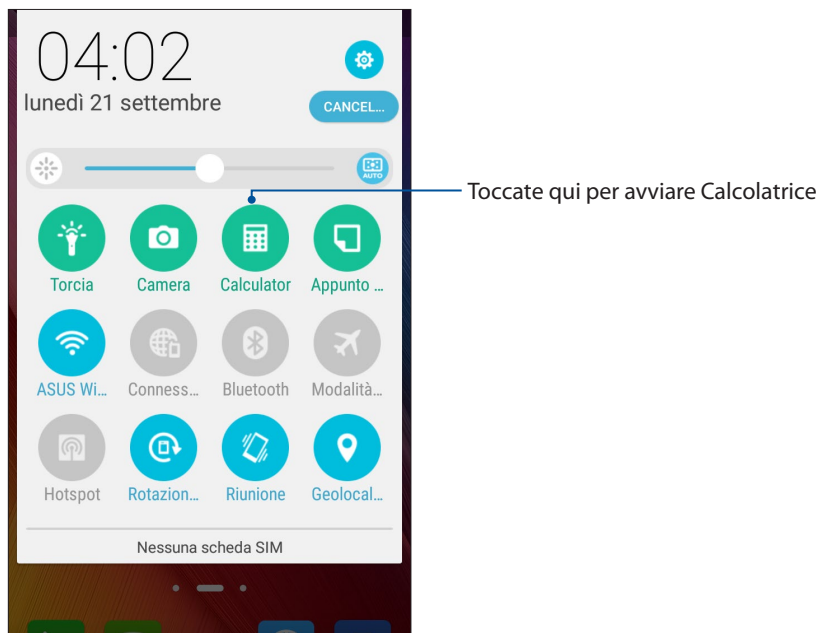 04:02
lunedì 21 settembre
CANCEL...
AUTO
Toccate qui per avviare Calcolatrice
Torcia Camera Calculator Appunto ...
ASUS Wi... Conness... Bluetooth Modalità...
Hotspot Rotazion... Riunione Geolocal...
Nessuna scheda SIM